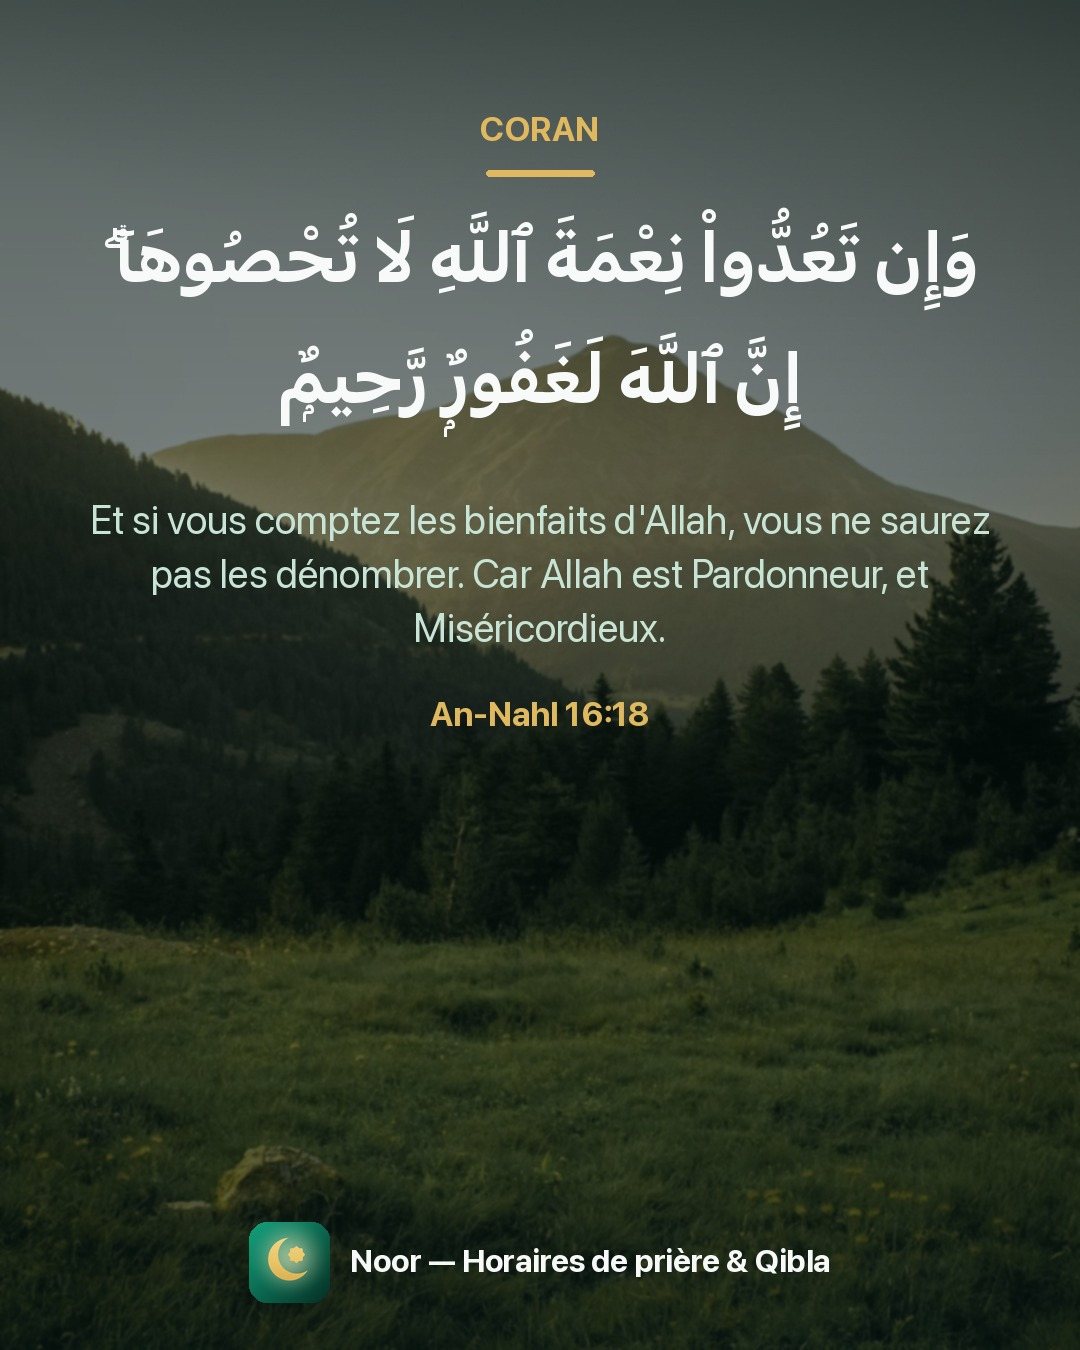 CORAN
وَإِن تَعُدُّواْ نِعْمَةَ ٱللَّهِ لَا تُحْصُوهَآۗ
إِنَّ ٱللَّهَ لَغَفُورٞ رَّحِيمٞ
Et si vous comptez les bienfaits d'Allah, vous ne saurez
pas les dénombrer. Car Allah est Pardonneur, et
Miséricordieux.
An-Nahl 16:18
Noor — Horaires de prière & Qibla